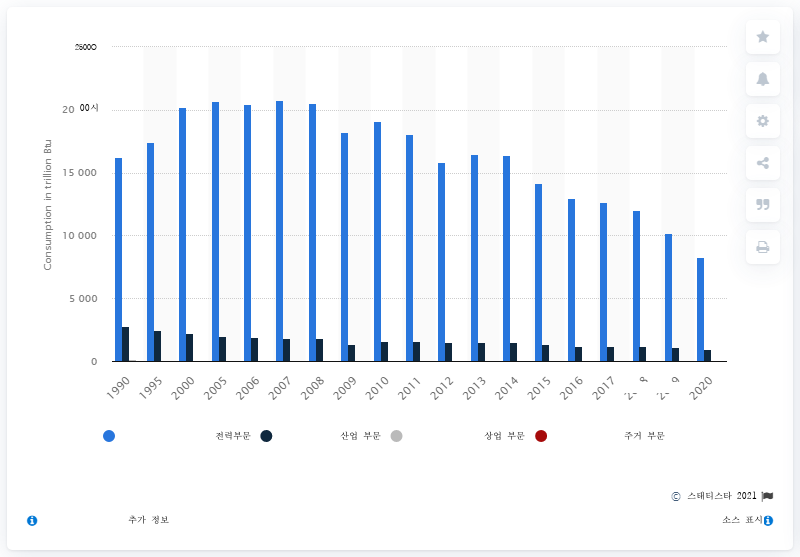 25000
20 00시
15 000
10 000
5 000
0
Consumption in trillion Btu
1990 1995 2000 2005 2006 2007 2008 2009 2010 2011 2012 2013 2014 2015 2016 2017 2020
전력부문 산업 부문 상업 부문 주거 부문
© 스태티스타 2021
추가 정보 소스 표시